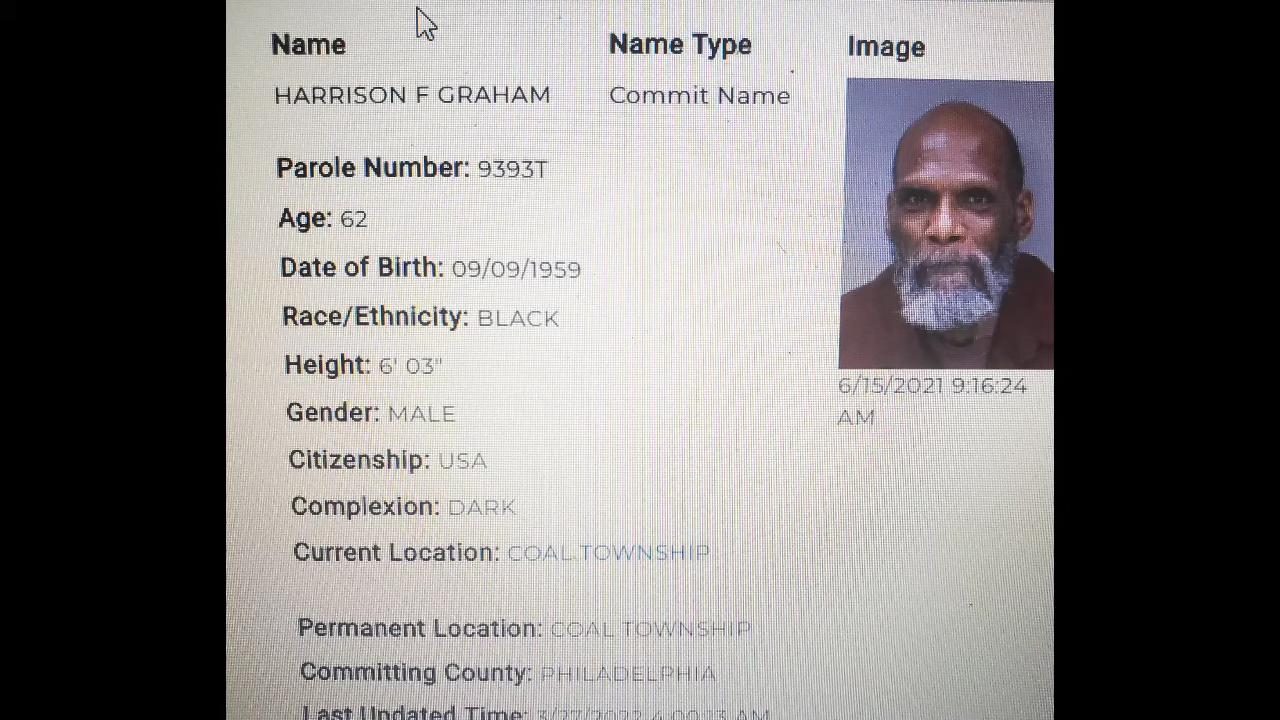 Name Name Type Image
HARRISON F GRAHAM Commit Name
Parole Number: 9393T
Age: 62
Date of Birth: 09/09/1959
Race/Ethnicity: BLACK
Height: 6' 03"
Gender: MALE
6/15/2021 9:16:24
AM
Citizenship: USA
Complexion: DARK
Current Location: COAL TOWNSHIP
Permanent Location: COAL TOWNSHIP
Committing County: PHILADELPHIA
Last Updated Time: AM